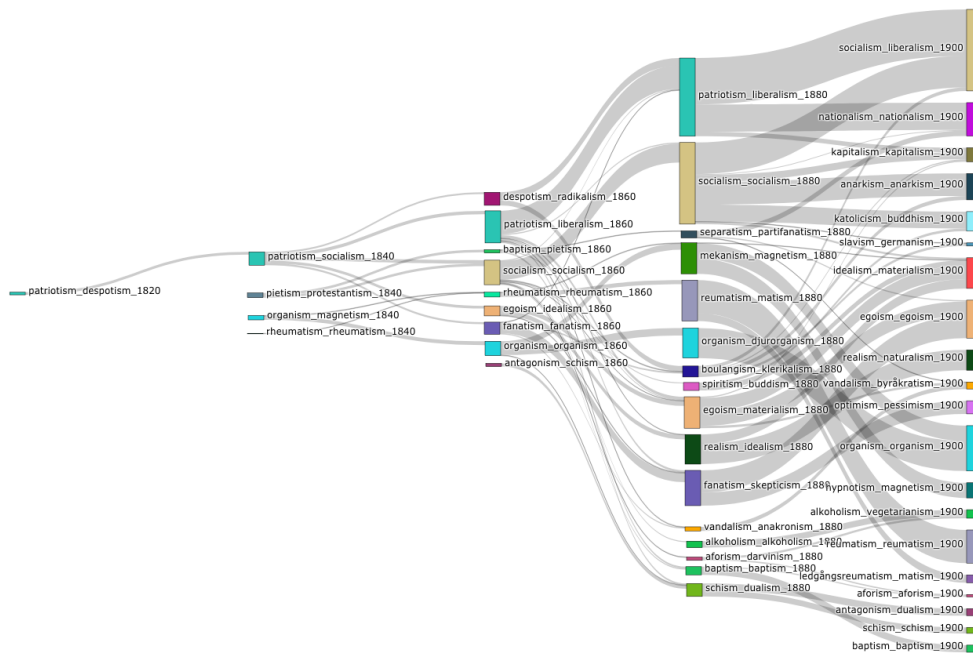 patriotism_despotism_1820
patriotism_socialism_1840
pietism_protestantism_1840
organism_magnetism_1840
rheumatism_rheumatism_1840
despotism_radikalism_1860
patriotism_liberalism_1860
baptism_pietism_1860
socialism_socialism_1860
rheumatism_rheumatism_1860
egoism_idealism_1860
fanatism_fanatism_1860
organism_organism_1860
antagonism_schism_1860
patriotism_liberalism_1880
socialism_socialism_1880
separatism_partifanatism_1880
mekanism_magnetism_1880
reumatism_matism_1880
organism_djurorganism_1880
boulangism_klerikalism_1880
spiritism_buddism_1880
egoism_materialism_1880
realism_idealism_1880
fanatism_skepticism_1880
vandalism_anakronism_1880
alkoholism_alkoholism_1880
aforism_darvinism_1880
baptism_baptism_1880
schism_dualism_1880
socialism_liberalism_1900
nationalism_nationalism_1900
kapitalism_kapitalism_1900
anarkism_anarkism_1900
katolicism_buddhism_1900
slavism_germanism_1900
idealism_materialism_1900
egoism_egoism_1900
realism_naturalism_1900
vandalism_byråkratism_1900
optimism_pessimism_1900
organism_organism_1900
hypnotism_magnetism_1900
alkoholism_vegetarianism_1900
reumatism_reumatism_1900
ledgångsreumatism_matism_1900
aforism_aforism_1900
antagonism_dualism_1900
schism_schism_1900
baptism_baptism_1900